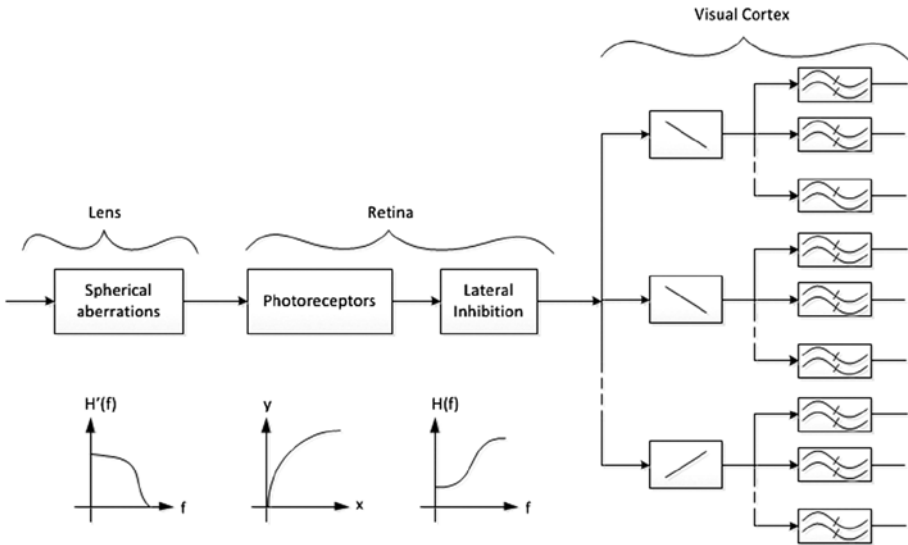 Visual Cortex
Lens
Retina
Spherical
aberrations
Photoreceptors
Lateral
Inhibition
H'(f)
f
y
x
H(f)
f